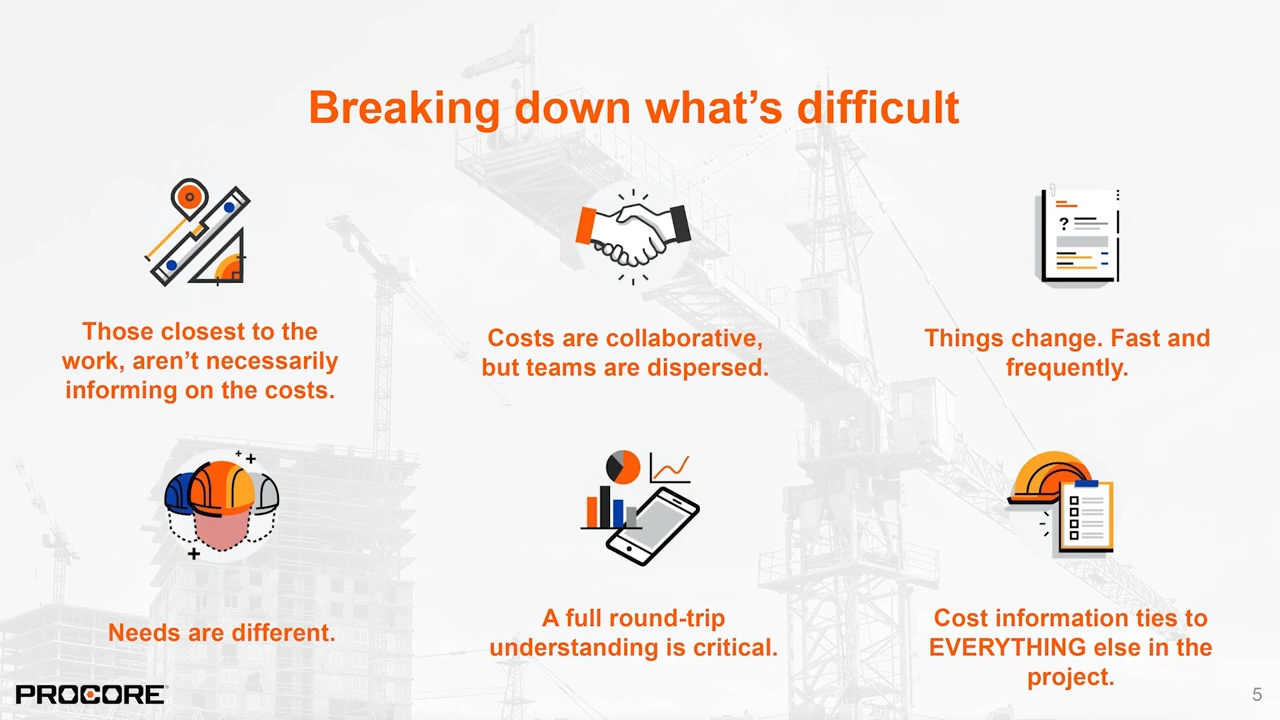 Breaking down what’s difficult
Those closest to the
work, aren’t necessarily
informing on the costs.
Costs are collaborative,
but teams are dispersed.
?
Things change. Fast and
frequently.
Needs are different.
A full round-trip
understanding is critical.
Cost information ties to
EVERYTHING else in the
project.
PROCORE
5